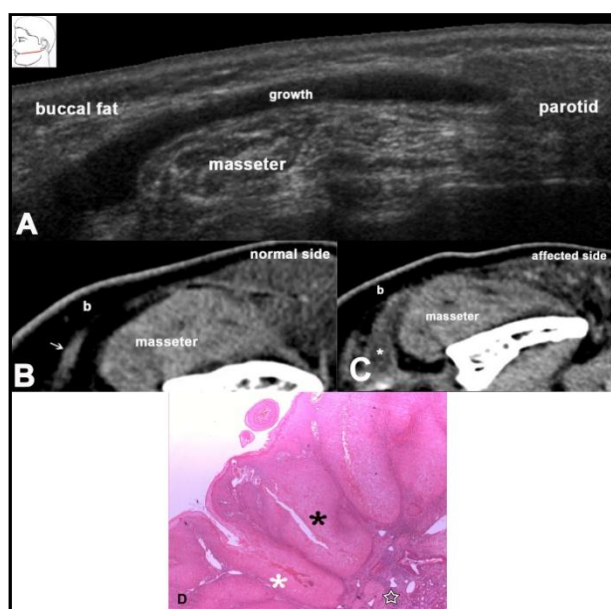 growth
buccal fat
parotid
masseter
A
normal side
b
masseter
B
affected side
b
masseter
*
C
*
*
D